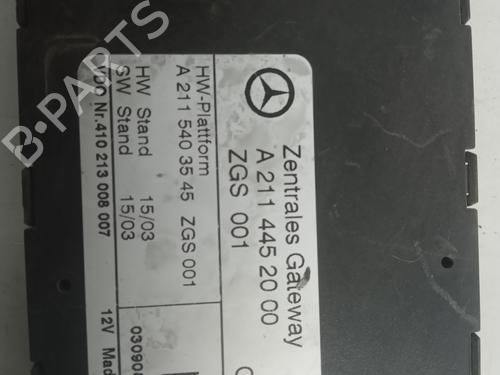 Zentrales Gateway
A 211 445 20 00
ZGS 001
HW-Plattform
A 211 540 35 45 ZGS 001
HW Stand 15/03
SW Stand 15/03
VDO Nr. 410 213 008 007
12V
B-PARTS